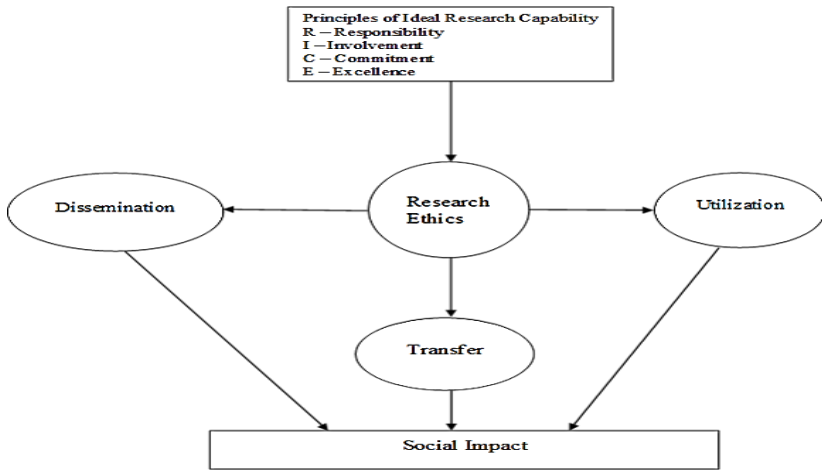 Principles of Ideal Research Capability
R – Responsibility
I – Involvement
C – Commitment
E – Excellence
Dissemination
Research
Ethics
Utilization
Transfer
Social Impact